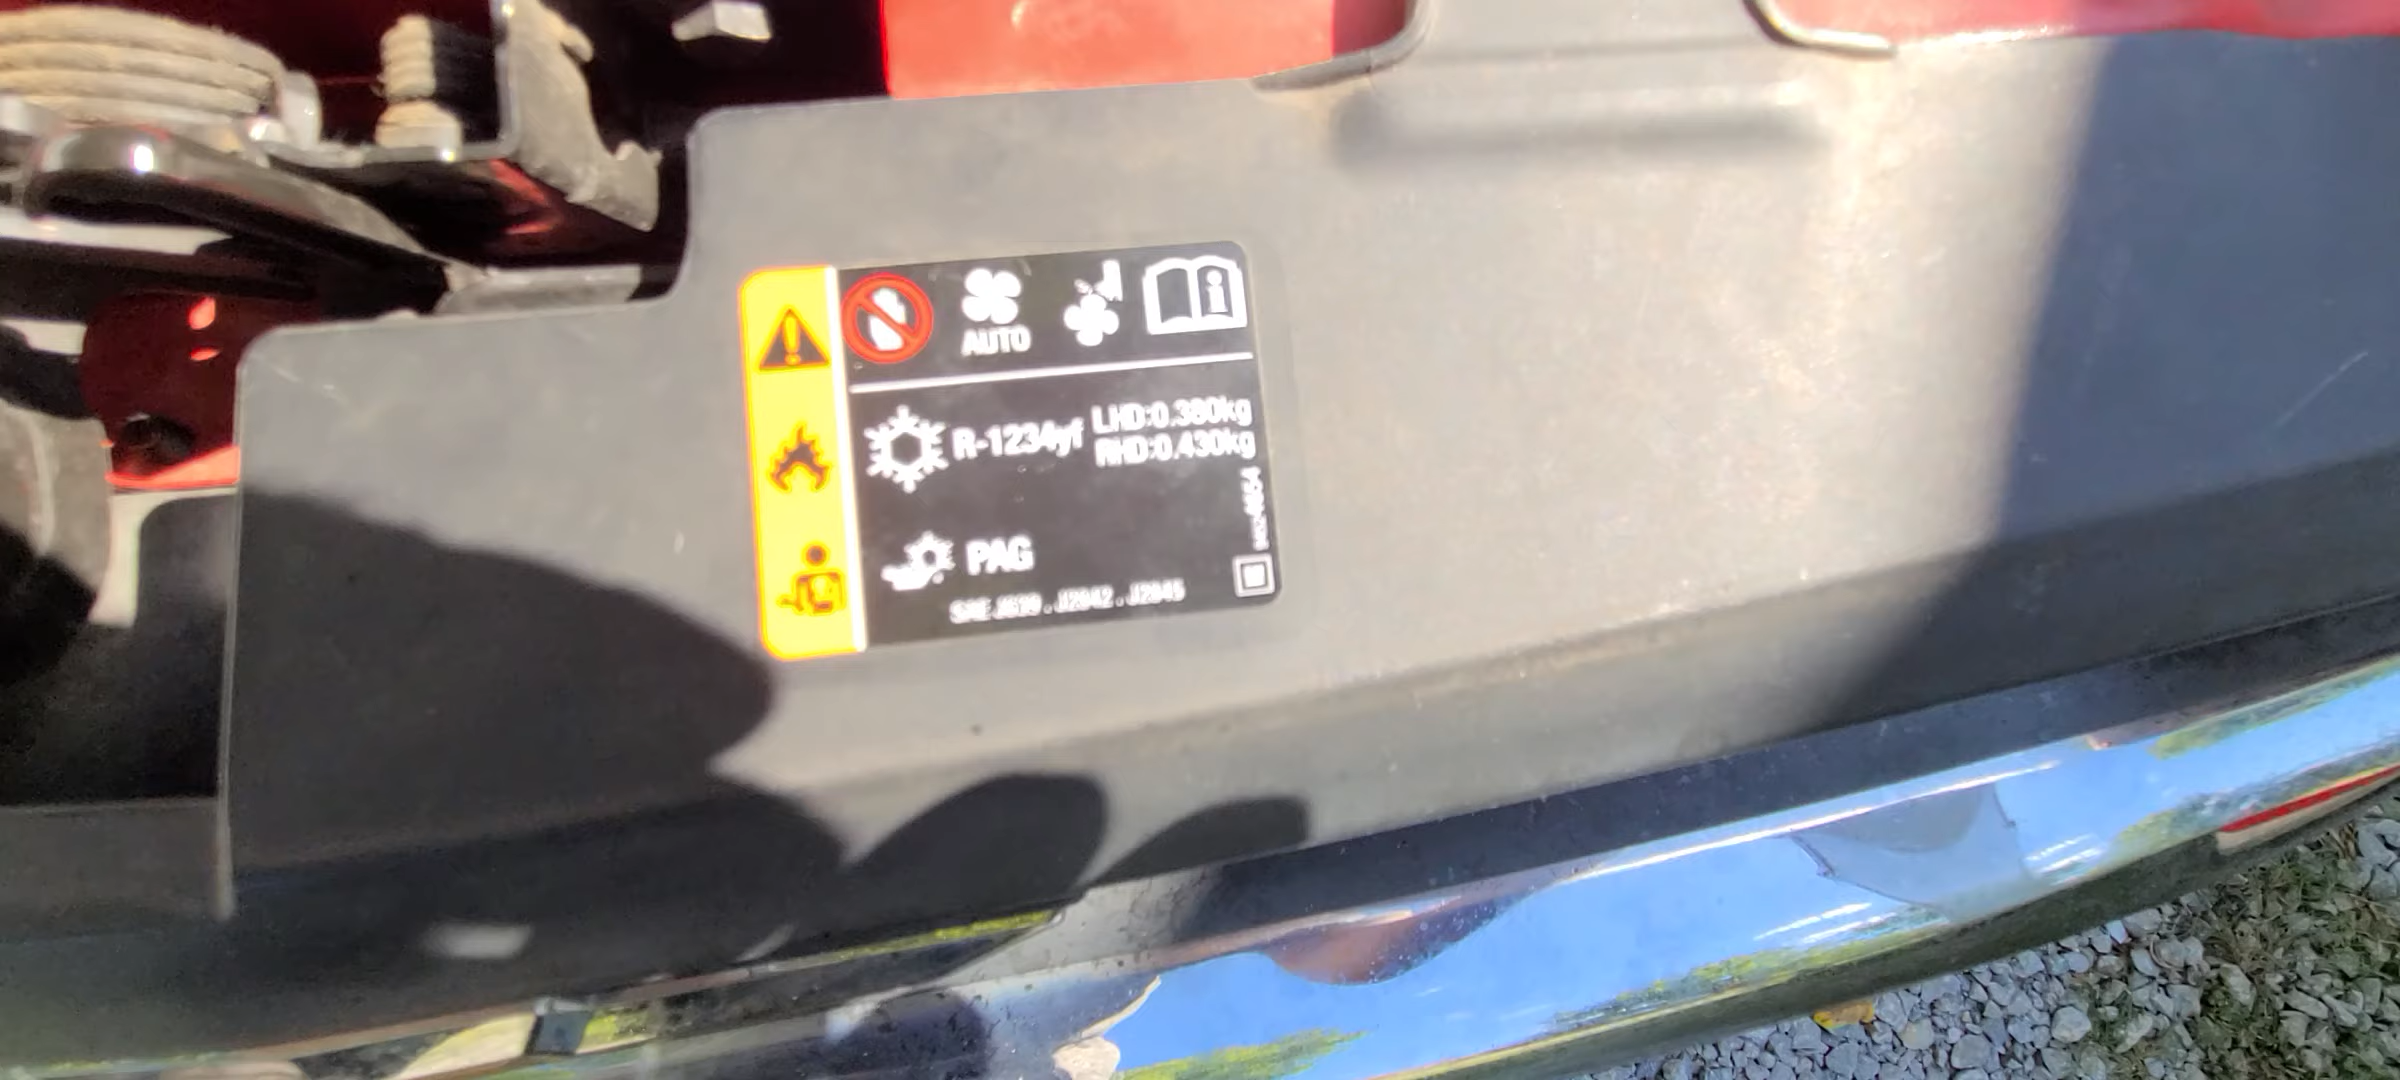 AUTO
R-1234yf
LHD:0.380kg
RHD:0.430kg
PAG
SAE J639 . J2842 . J2845